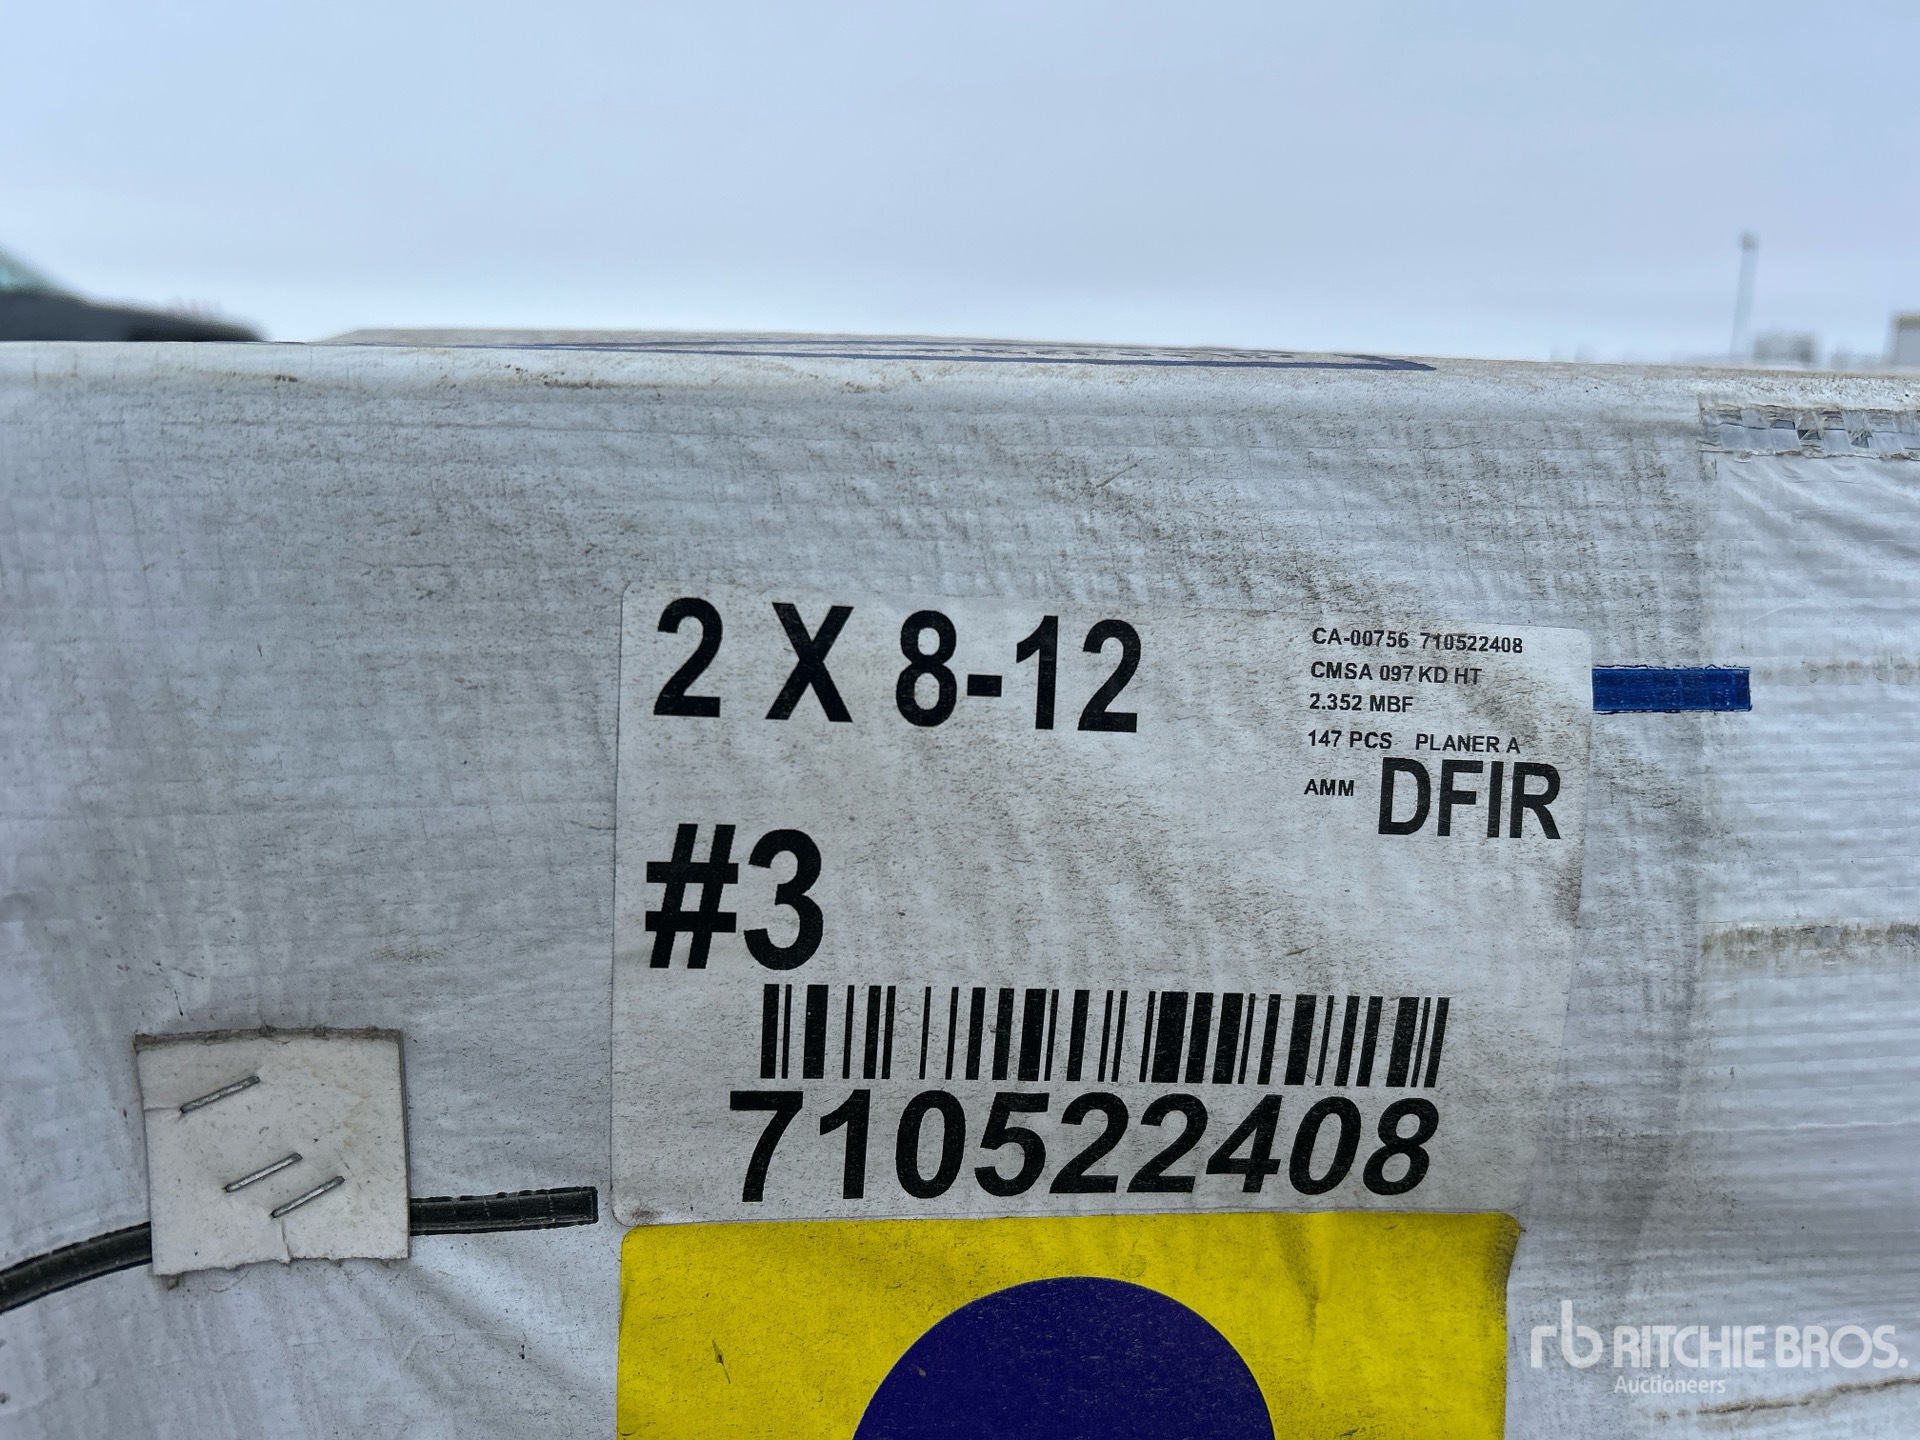 2 X 8-12
CA-00756 710522408
CMSA 097 KD HT
2.352 MBF
147 PCS PLANER A
AMM DFIR
#3
710522408
rb RITCHIE BROS.
Auctioneers